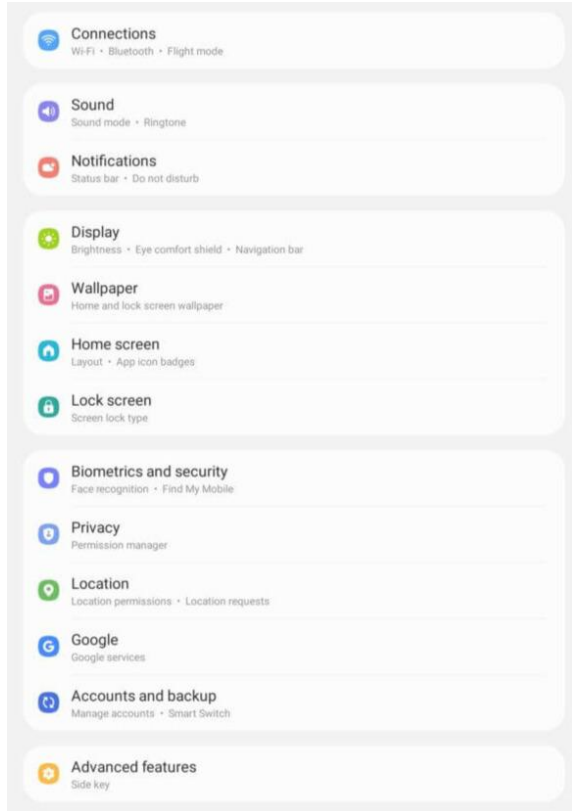 Connections
Wi-Fi • Bluetooth • Flight mode
Sound
Sound mode • Ringtone
Notifications
Status bar • Do not disturb
Display
Brightness • Eye comfort shield • Navigation bar
Wallpaper
Home and lock screen wallpaper
Home screen
Layout • App icon badges
Lock screen
Screen lock type
Biometrics and security
Face recognition • Find My Mobile
Privacy
Permission manager
Location
Location permissions • Location requests
Google
Google services
Accounts and backup
Manage accounts • Smart Switch
Advanced features
Side key